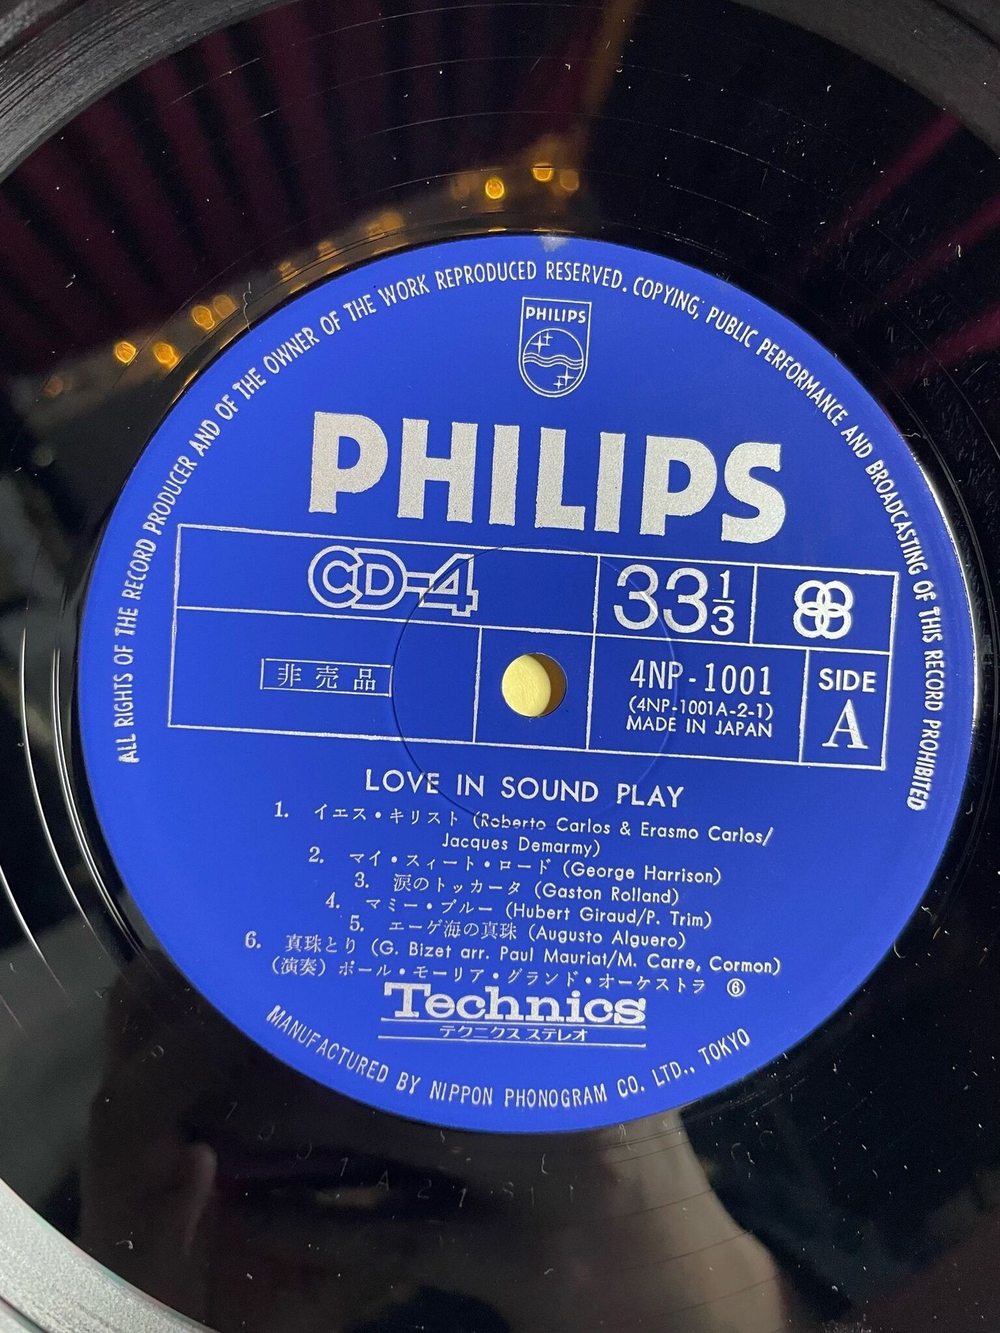 ALL RIGHTS OF THE RECORD PRODUCER AND OF THE OWNER OF THE WORK REPRODUCED RESERVED. COPYING, PUBLIC PERFORMANCE AND BROADCASTING OF THIS RECORD PROHIBITED
PHILIPS
PHILIPS
CD-4
33 1/3
非売品
4NP-1001
(4NP-1001A-2-1)
MADE IN JAPAN
SIDE
A
LOVE IN SOUND PLAY
1. イエス・キリスト (Roberto Carlos & Erasmo Carlos/
Jacques Demarmy)
2. マイ・スィート・ロード (George Harrison)
3. 涙のトッカータ (Gaston Rolland)
4. マミー・ブルー (Hubert Giraud/P. Trim)
5. エーゲ海の真珠 (Augusto Alguero)
6. 真珠とり (G. Bizet arr. Paul Mauriat/M. Carre, Cormon)
(演奏) ポール・モーリア・グランド・オーケストラ ⑥
Technics
テクニクス ステレオ
MANUFACTURED BY NIPPON PHONOGRAM CO. LTD., TOKYO